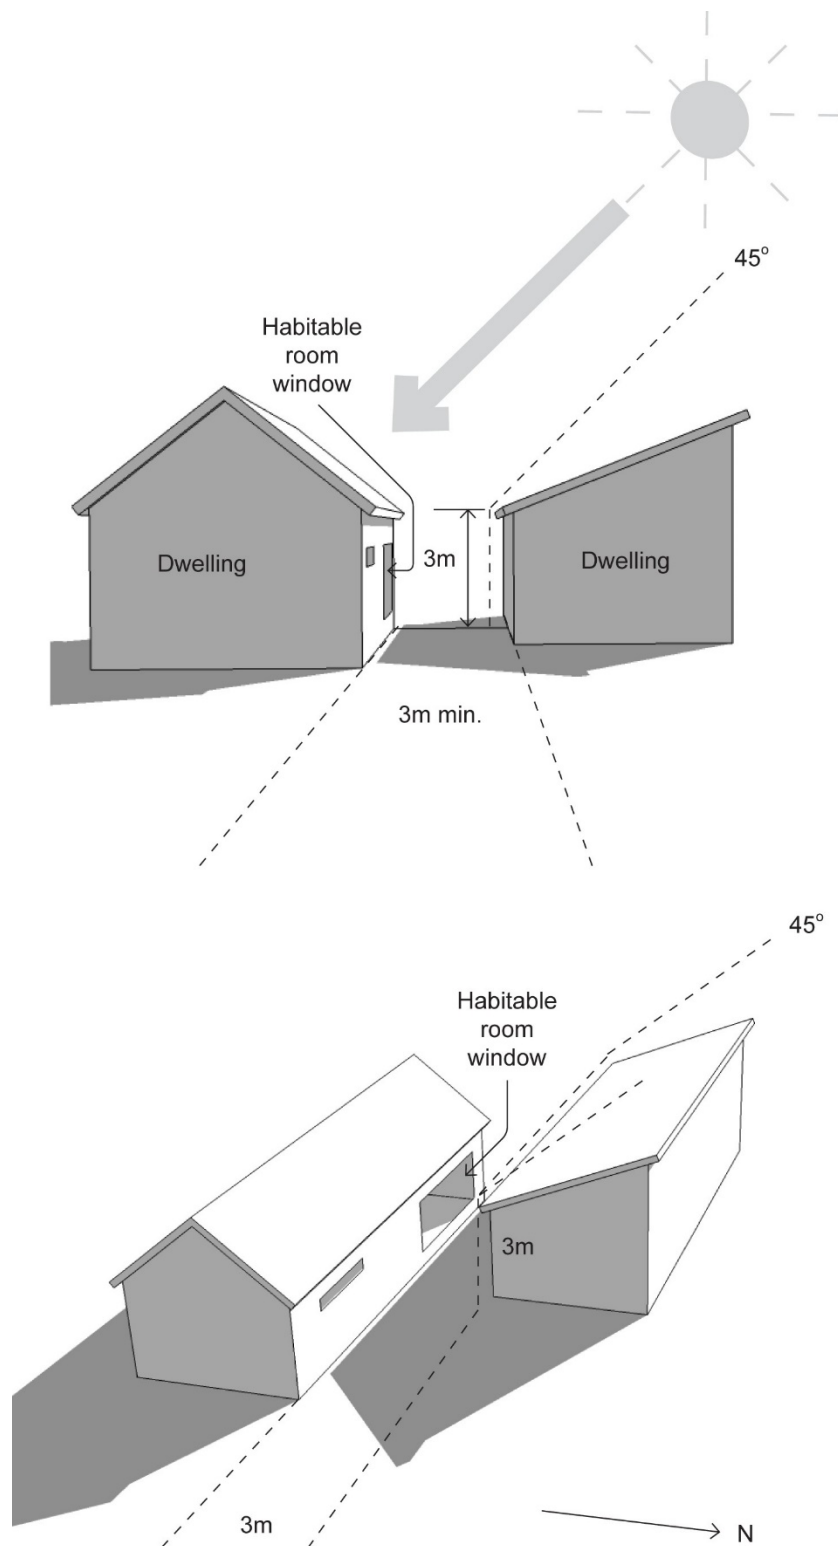 45°
Habitable
room
window
Dwelling
3m
Dwelling
3m min.
45°
Habitable
room
window
3m
3m
N